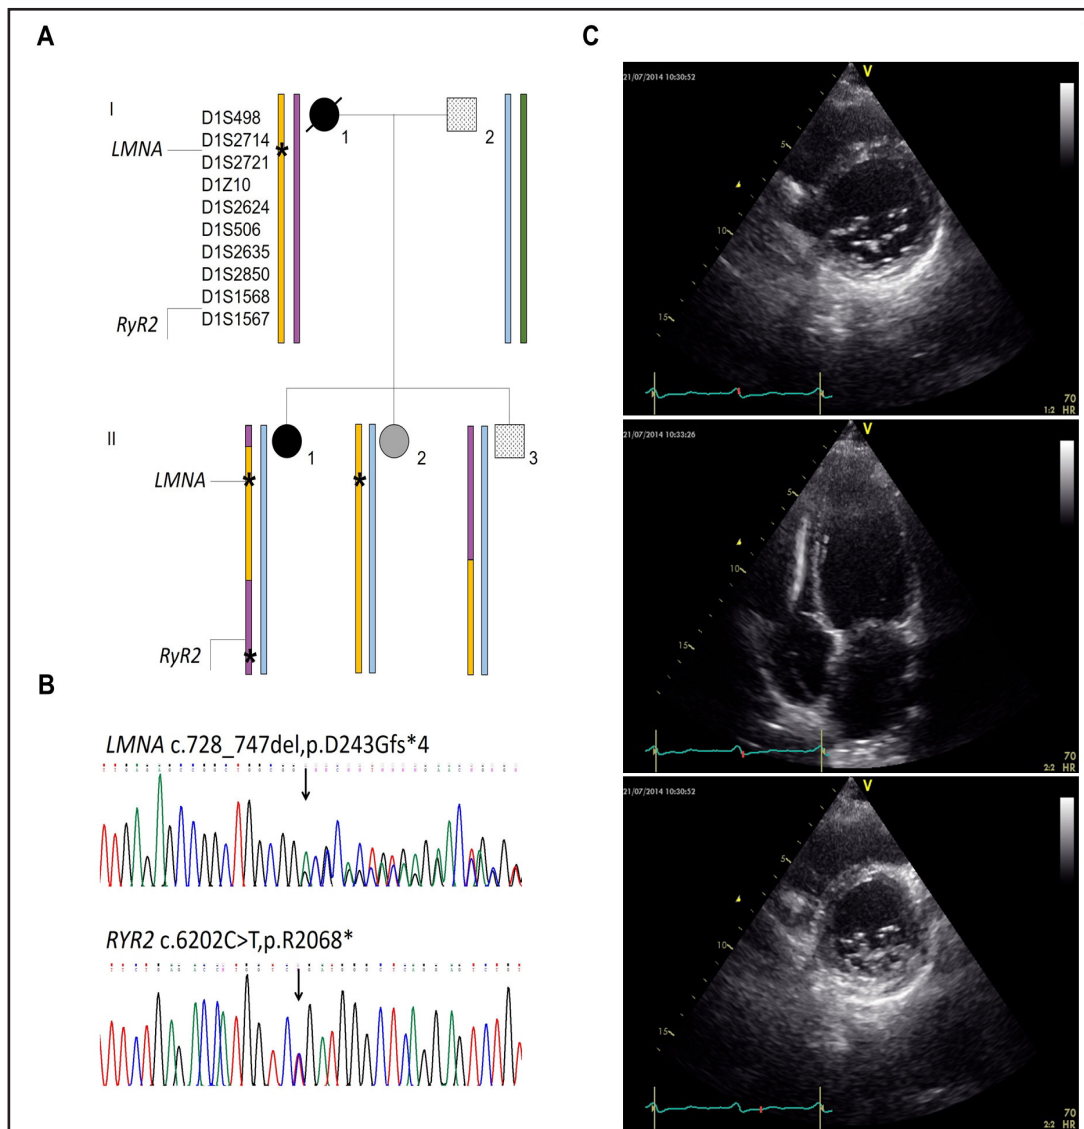 A
I
D1S498
D1S2714
LMNA
D1S2721
D1Z10
D1S2624
D1S506
D1S2635
D1S2850
D1S1568
RyR2
D1S1567
1
2
II
LMNA
RyR2
1
2
3
B
LMNA c.728_747del,p.D243Gfs*4
RYR2 c.6202C>T,p.R2068*
C
21/07/2014 10:30:52
V
5
10
15
1:2
70
HR
21/07/2014 10:33:26
V
5
10
15
2:2
70
HR
21/07/2014 10:30:52
V
5
10
15
2:2
70
HR